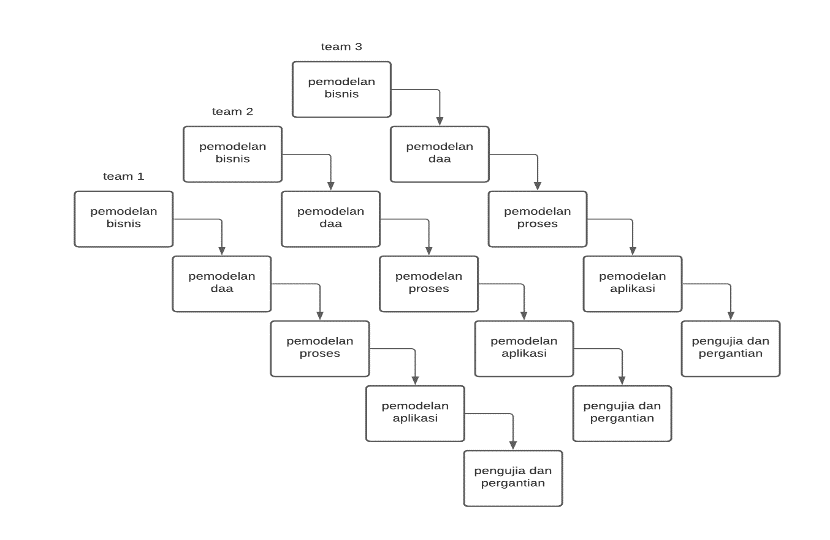 team 3
pemodelan
bisnis
pemodelan
daa
pemodelan
proses
pemodelan
aplikasi
pengujia dan
pergantian
team 2
pemodelan
bisnis
pemodelan
daa
pemodelan
proses
pemodelan
aplikasi
pengujia dan
pergantian
team 1
pemodelan
bisnis
pemodelan
daa
pemodelan
proses
pemodelan
aplikasi
pengujia dan
pergantian